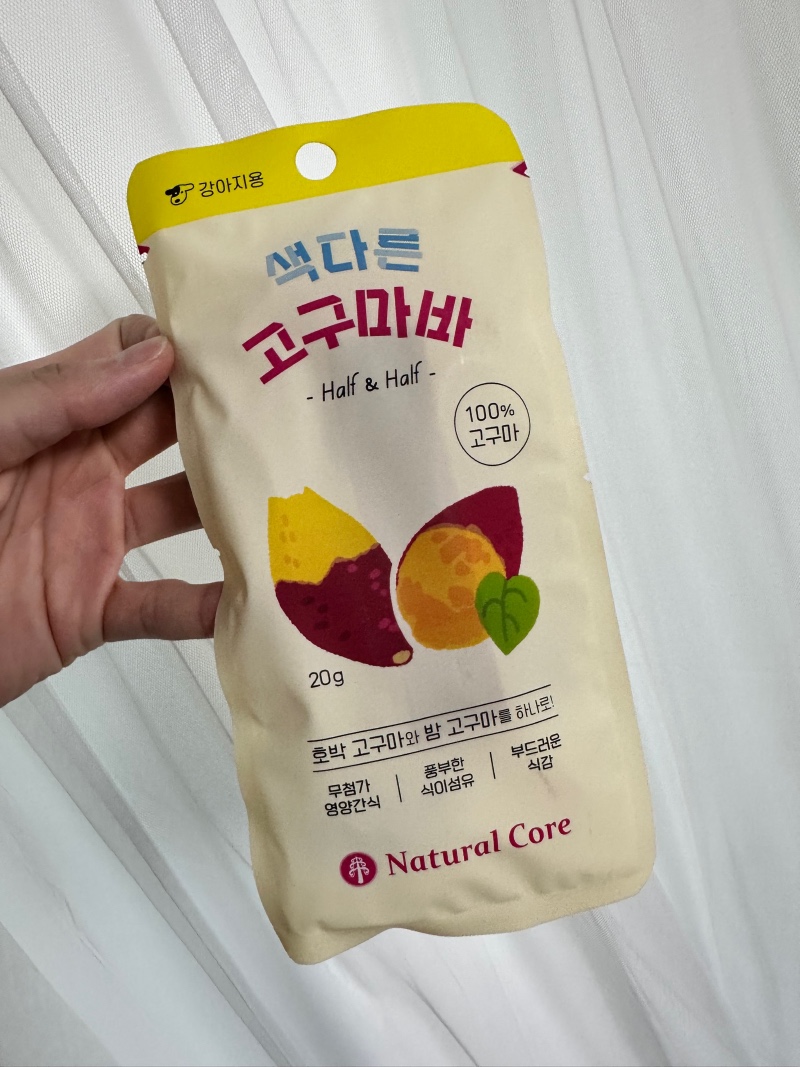 강아지용
색다른
고구마바
- Half & Half -
100%
고구마
20g
호박 고구마와 밤 고구마를 하나로!
무첨가
영양간식
풍부한
식이섬유
부드러운
식감
Natural Core